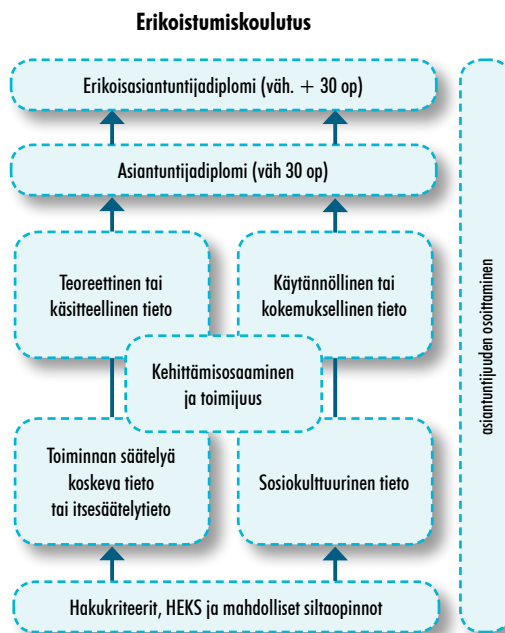 Erikoistumiskoulutus
Erikoisasiantuntijadiplomi (väh. + 30 op)
Asiantuntijadiplomi (väh 30 op)
Teoreettinen tai
käsitteellinen tieto
Käytännöllinen tai
kokemuksellinen tieto
Kehittämisosaaminen
ja toimijuus
Toiminnan säätelyä
koskeva tieto
tai itsesäätelytieto
Sosiokulttuurinen tieto
Hakukriteerit, HEKS ja mahdolliset siltaopinnot
asiantuntijuuden osoittaminen